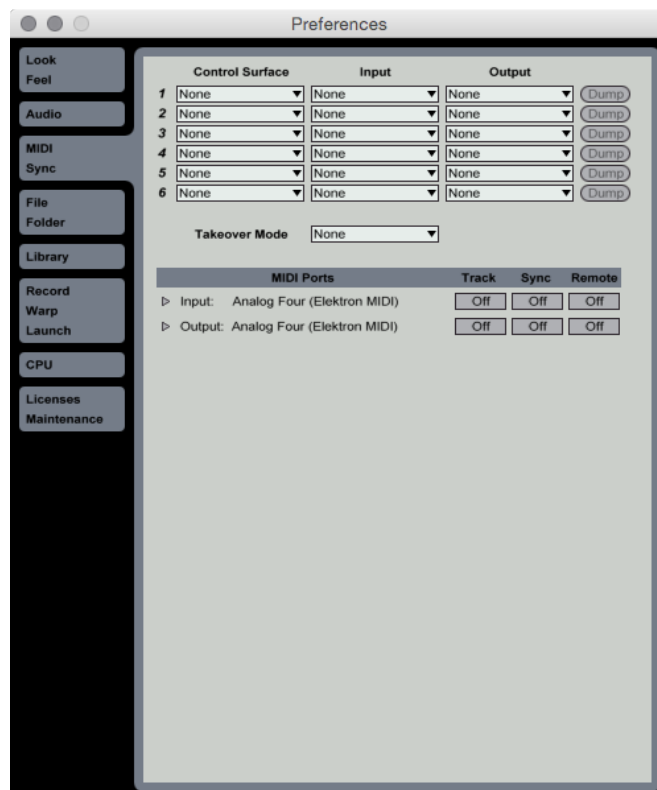 Preferences
Look
Feel
Audio
MIDI
Sync
File
Folder
Library
Record
Warp
Launch
CPU
Licenses
Maintenance
Control Surface Input Output
1 None None None Dump
2 None None None Dump
3 None None None Dump
4 None None None Dump
5 None None None Dump
6 None None None Dump
Takeover Mode None
MIDI Ports Track Sync Remote
Input: Analog Four (Elektron MIDI) Off Off Off
Output: Analog Four (Elektron MIDI) Off Off Off